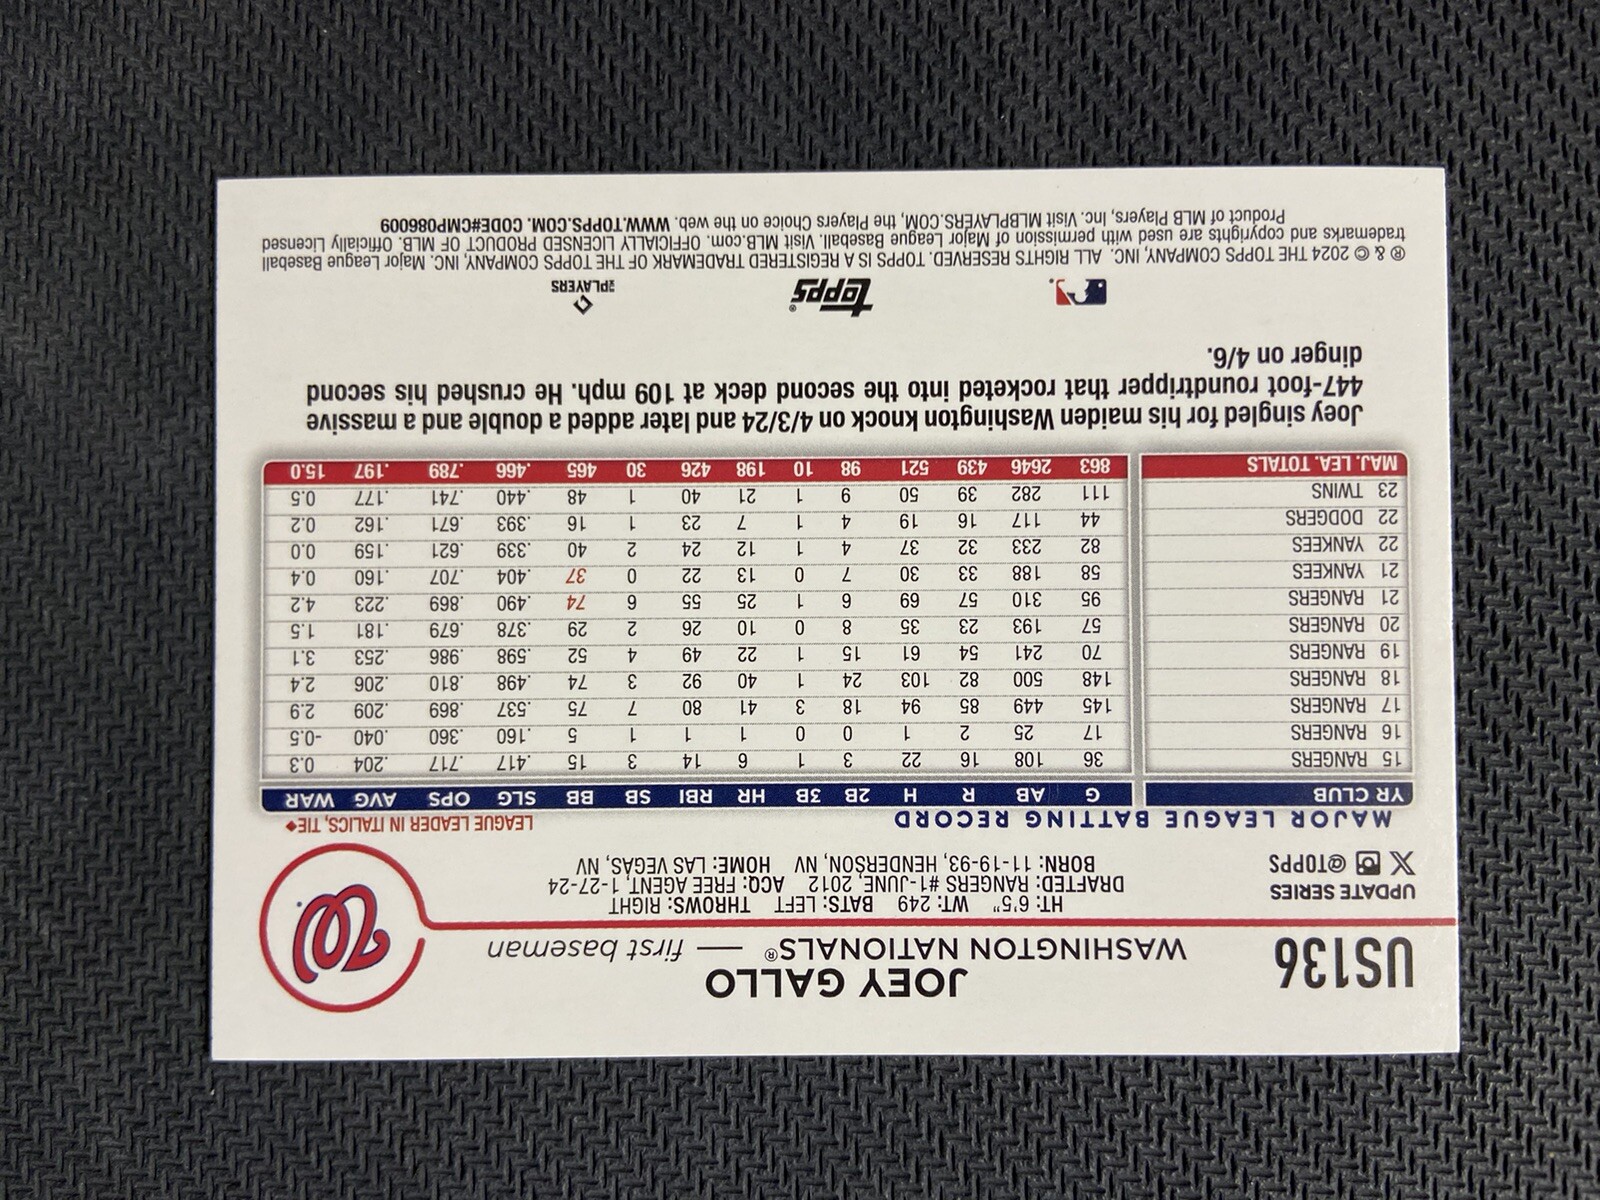 US136
JOEY GALLO
WASHINGTON NATIONALS® — first baseman
UPDATE SERIES
@TOPPS
HT: 6'5" WT: 249 BATS: LEFT THROWS: RIGHT
DRAFTED: RANGERS #1-JUNE, 2012 ACQ: FREE AGENT, 1-27-24
BORN: 11-19-93, HENDERSON, NV HOME: LAS VEGAS, NV
W
MAJOR LEAGUE BATTING RECORD LEAGUE LEADER IN ITALICS, TIE◆
YR CLUB G AB R H 2B 3B HR RBI SB BB SLG OPS AVG WAR
15 RANGERS 36 108 16 22 3 1 6 14 3 15 .417 .717 .204 0.3
16 RANGERS 17 25 2 1 0 0 1 1 1 5 .160 .360 .040 -0.5
17 RANGERS 145 449 85 94 18 3 41 80 7 75 .537 .869 .209 2.9
18 RANGERS 148 500 82 103 24 1 40 92 3 74 .498 .810 .206 2.4
19 RANGERS 70 241 54 61 15 1 22 49 4 52 .598 .986 .253 3.1
20 RANGERS 57 193 23 35 8 0 10 26 2 29 .378 .679 .181 1.5
21 RANGERS 95 310 57 69 6 1 25 55 6 74 .490 .869 .223 4.2
21 YANKEES 58 188 33 30 7 0 13 22 0 37 .404 .707 .160 0.4
22 YANKEES 82 233 32 37 4 1 12 24 2 40 .339 .621 .159 0.0
22 DODGERS 44 117 16 19 4 1 7 23 1 16 .393 .671 .162 0.2
23 TWINS 111 282 39 50 9 1 21 40 1 48 .440 .741 .177 0.5
MAJ. LEA. TOTALS 863 2646 439 521 98 10 198 426 30 465 .466 .789 .197 15.0
Joey singled for his maiden Washington knock on 4/3/24 and later added a double and a massive
447-foot roundtripper that rocketed into the second deck at 109 mph. He crushed his second
dinger on 4/6.
Topps®
MLB PLAYERS
® & © 2024 THE TOPPS COMPANY, INC. ALL RIGHTS RESERVED. TOPPS IS A REGISTERED TRADEMARK OF THE TOPPS COMPANY, INC. Major League Baseball
trademarks and copyrights are used with permission of Major League Baseball. Visit MLB.com. OFFICIALLY LICENSED PRODUCT OF MLB. Officially Licensed
Product of MLB Players, Inc. Visit MLBPLAYERS.COM, the Players Choice on the web. WWW.TOPPS.COM. CODE#CMP086009